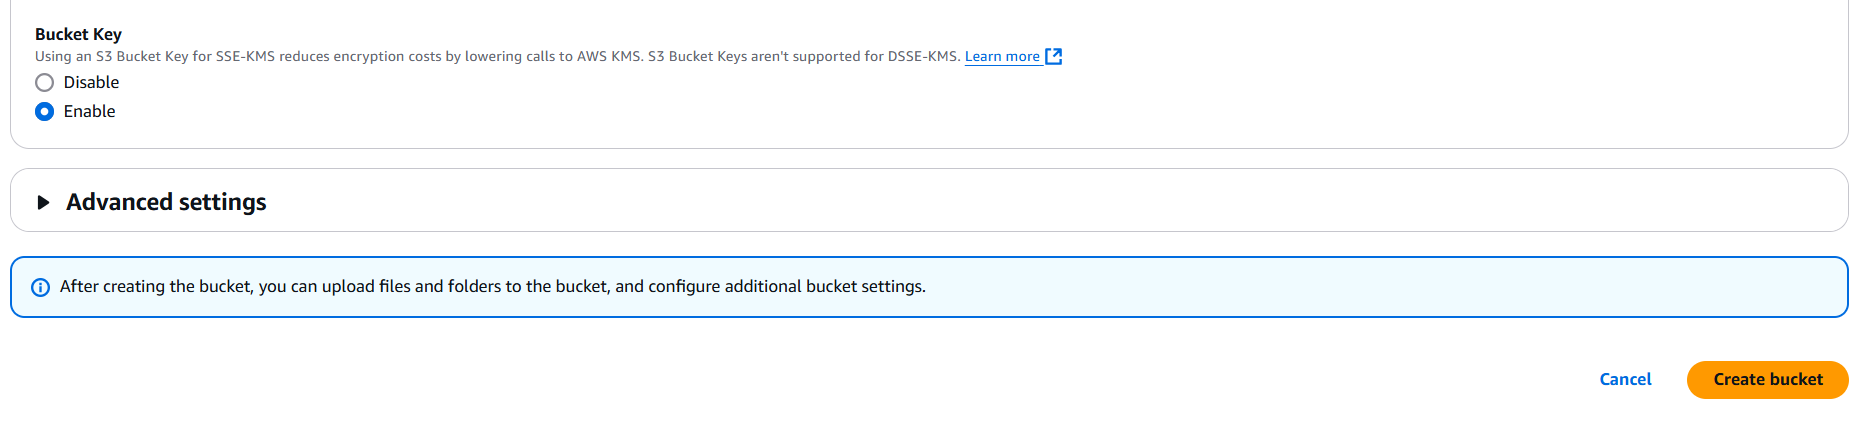 Bucket Key
Using an S3 Bucket Key for SSE-KMS reduces encryption costs by lowering calls to AWS KMS. S3 Bucket Keys aren't supported for DSSE-KMS. Learn more
Disable
Enable
Advanced settings
After creating the bucket, you can upload files and folders to the bucket, and configure additional bucket settings.
Cancel
Create bucket